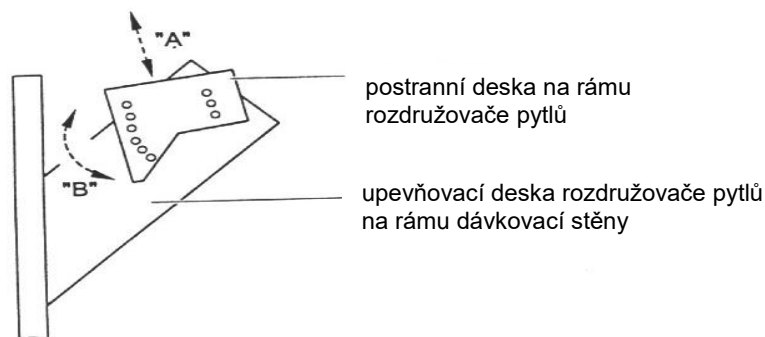 "A"
postranní deska na rámu
rozdružovače pytlů
"B"
upevňovací deska rozdružovače pytlů
na rámu dávkovací stěny